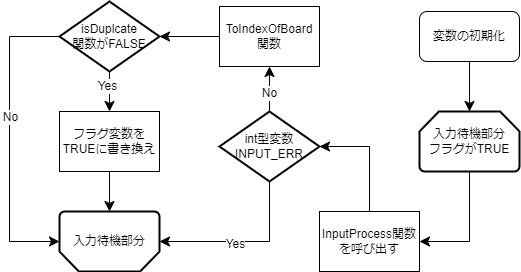 変数の初期化
入力待機部分
フラグがTRUE
InputProcess関数
を呼び出す
int型変数
INPUT_ERR
No
Yes
ToIndexOfBoard
関数
isDuplcate
関数がFALSE
Yes
No
フラグ変数を
TRUEに書き換え
入力待機部分